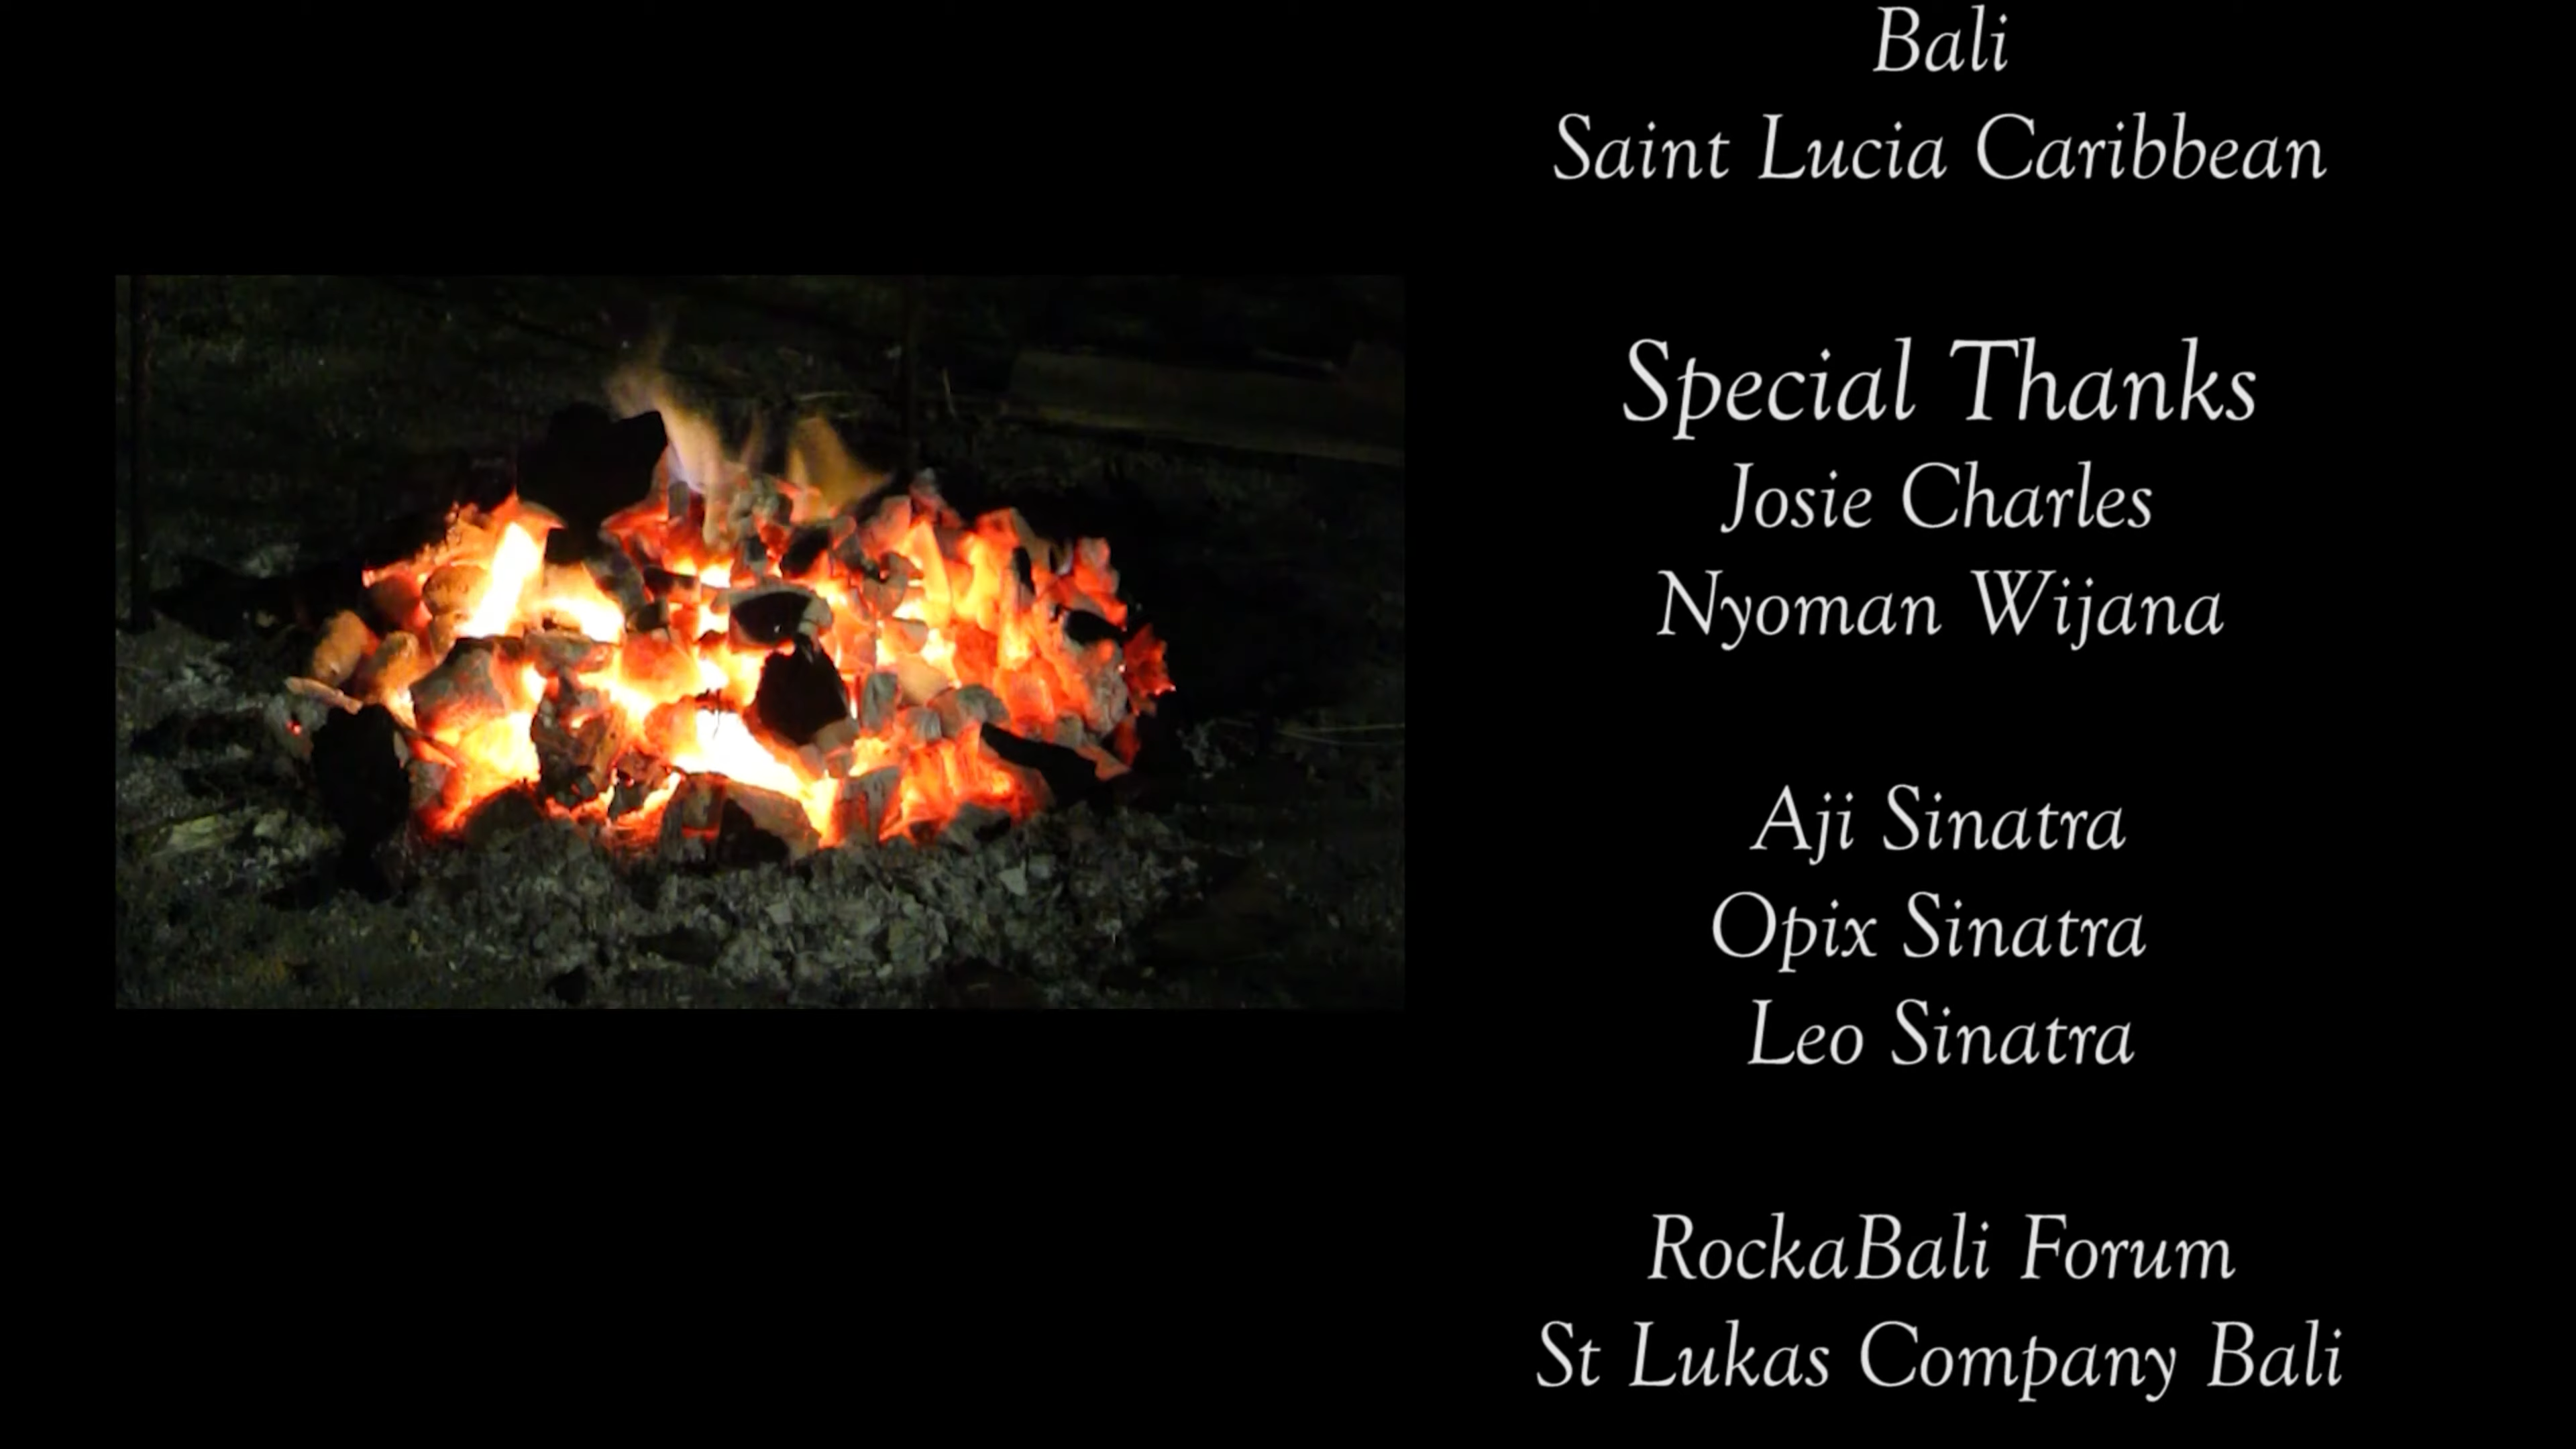 Bali
Saint Lucia Caribbean
Special Thanks
Josie Charles
Nyoman Wijana
Aji Sinatra
Opix Sinatra
Leo Sinatra
RockaBali Forum
St Lukas Company Bali